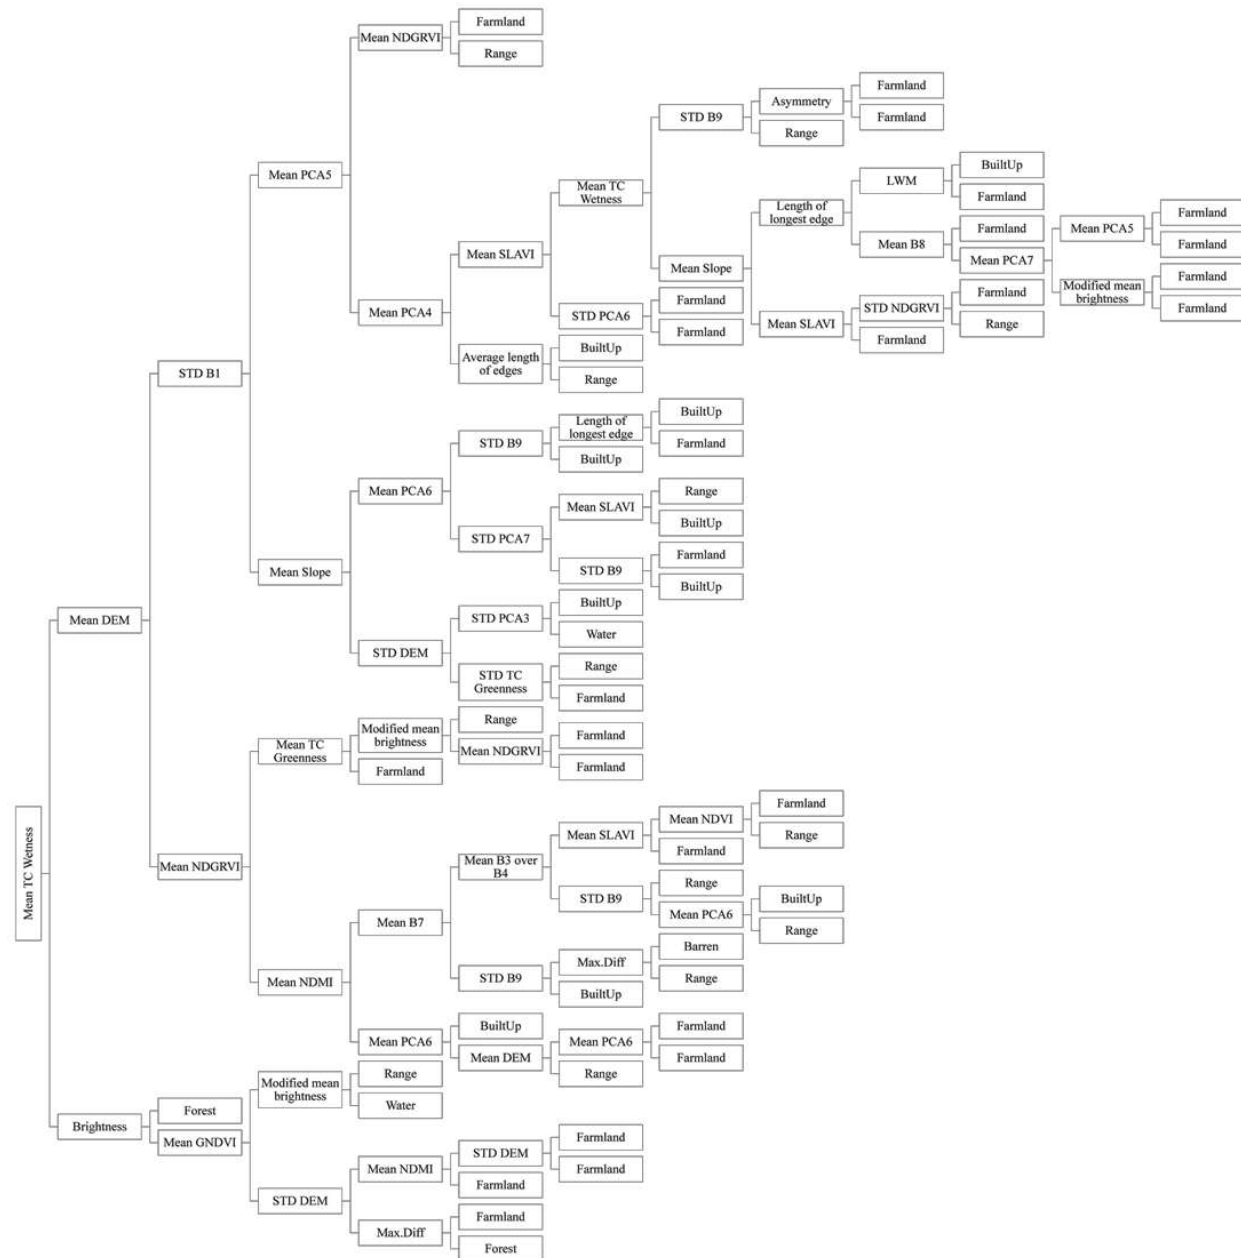 Farmland
Mean NDGRVI
Range
Farmland
Asymmetry
STD B9
Farmland
Range
BuiltUp
LWM
Mean PCA5
Mean TC
Wetness
Farmland
Length of
longest edge
Farmland
Mean PCA5
Farmland
Mean B8
Farmland
Mean SLAVI
Mean Slope
Mean PCA7
Farmland
Modified mean
brightness
Farmland
Farmland
STD NDGRVI
Farmland
Mean PCA4
STD PCA6
Mean SLAVI
Range
Farmland
Farmland
BuiltUp
Average length
of edges
STD B1
Range
BuiltUp
Length of
longest edge
STD B9
Farmland
BuiltUp
Mean PCA6
Range
Mean SLAVI
BuiltUp
STD PCA7
Farmland
Mean Slope
STD B9
BuiltUp
BuiltUp
Mean DEM
STD PCA3
Water
STD DEM
Range
STD TC
Greenness
Farmland
Range
Modified mean
brightness
Farmland
Mean TC
Greenness
Mean NDGRVI
Farmland
Farmland
Farmland
Mean NDVI
Mean SLAVI
Range
Farmland
Mean TC Wetness
Mean NDGRVI
Mean B3 over
B4
Range
STD B9
BuiltUp
Mean PCA6
Mean B7
Range
Barren
Max.Diff
Mean NDMI
STD B9
Range
BuiltUp
BuiltUp
Farmland
Mean PCA6
Mean PCA6
Mean DEM
Farmland
Range
Range
Modified mean
brightness
Forest
Water
Brightness
Mean GNDVI
Farmland
STD DEM
Mean NDMI
Farmland
Farmland
STD DEM
Farmland
Max.Diff
Forest